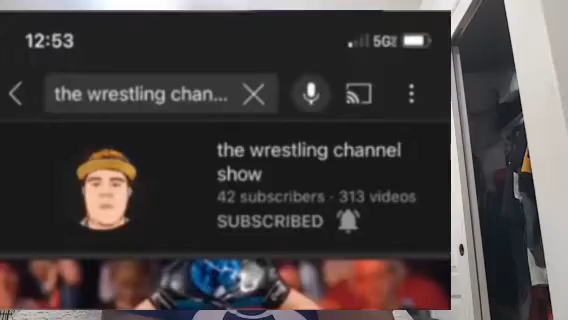 12:53
5G
the wrestling chan...
the wrestling channel
show
42 subscribers · 313 videos
SUBSCRIBED